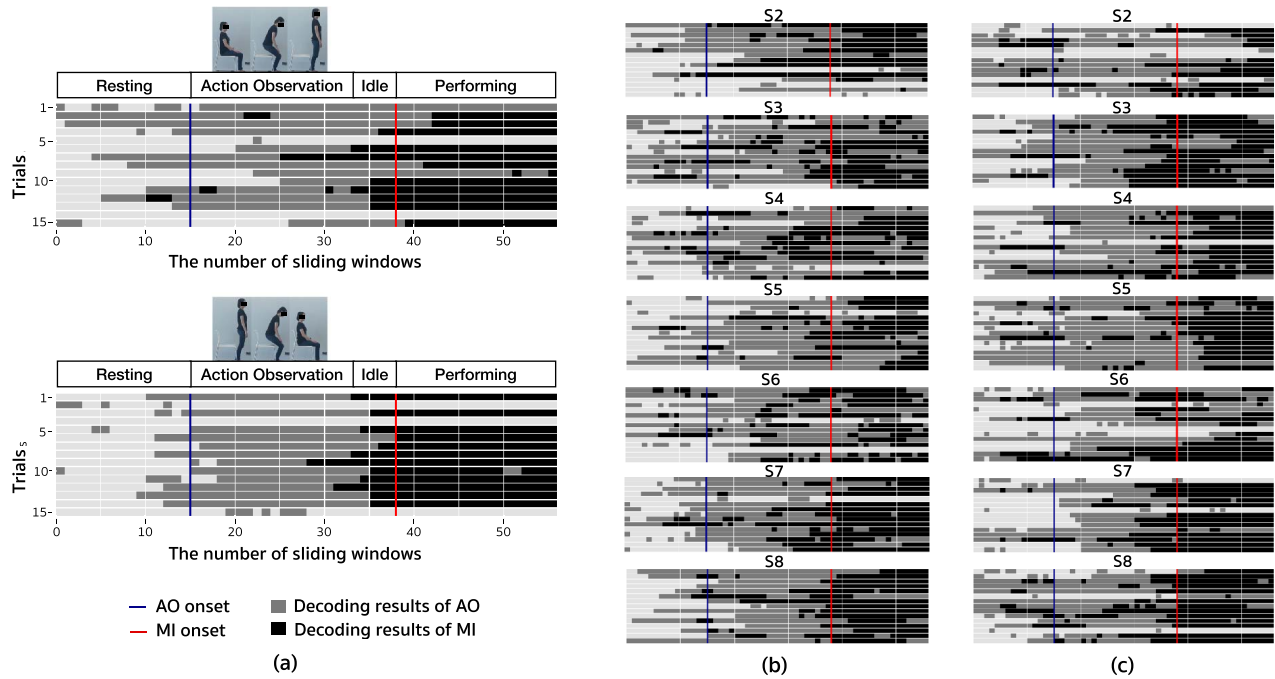 Resting Action Observation Idle Performing
Trials
1
5
10
15
0 10 20 30 40 50
The number of sliding windows
Resting Action Observation Idle Performing
Trials s
1
5
10
15
0 10 20 30 40 50
The number of sliding windows
AO onset Decoding results of AO
MI onset Decoding results of MI
(a)
S2
S3
S4
S5
S6
S7
S8
(b)
S2
S3
S4
S5
S6
S7
S8
(c)